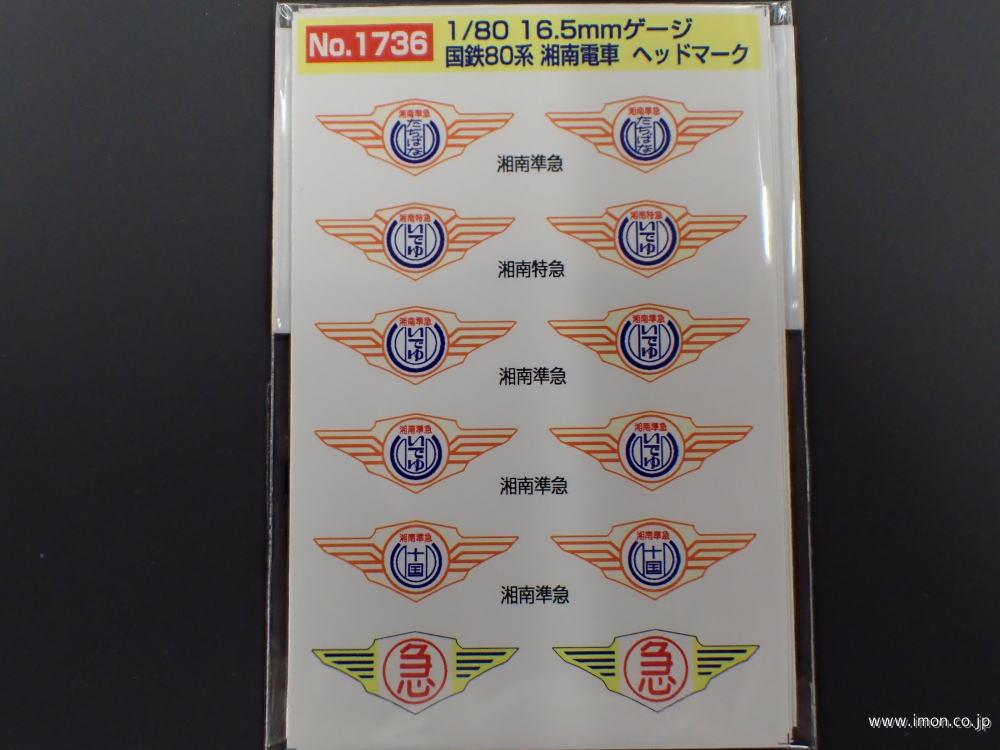 No.1736
1/80 16.5mmゲージ
国鉄80系 湘南電車 ヘッドマーク
湘南準急
たちばな
湘南準急
たちばな
湘南準急
湘南特急
いでゆ
湘南特急
いでゆ
湘南特急
湘南準急
いでゆ
湘南準急
いでゆ
湘南準急
湘南準急
いでゆ
湘南準急
いでゆ
湘南準急
湘南準急
十国
湘南準急
十国
湘南準急
急
急
www.imon.co.jp